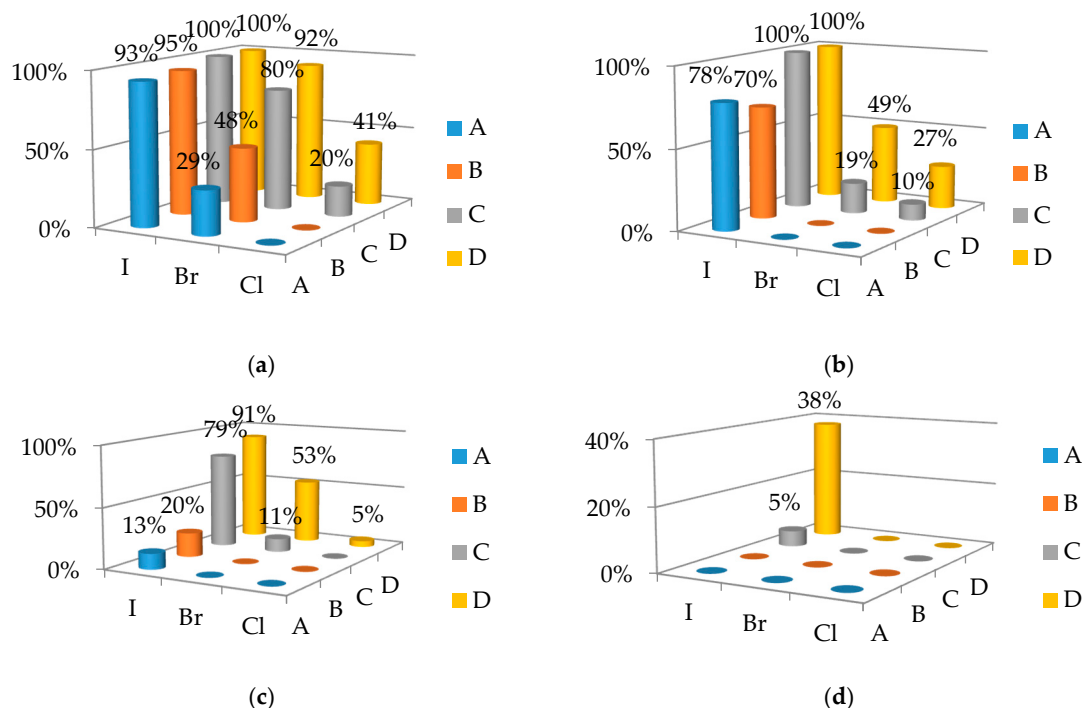 93% 95% 100% 100% 92%
100%
80%
48%
50%
29%
20%
41%
0%
I Br Cl A B C D
A
B
C
D
(a)
100%
78% 70% 100% 100%
50%
49%
19%
27%
10%
0%
I Br Cl A B C D
A
B
C
D
(b)
100%
79% 91%
53%
50%
13% 20%
11%
5%
0%
I Br Cl A B C D
A
B
C
D
(c)
40%
38%
20%
5%
0%
I Br Cl A B C D
A
B
C
D
(d)